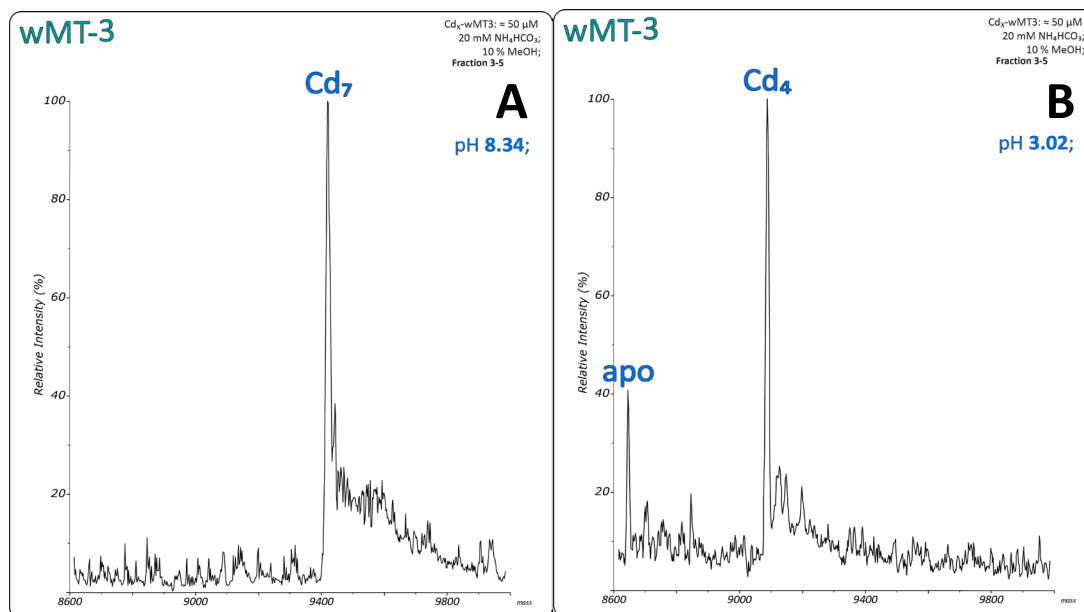 wMT-3
Cdₓ-wMT3: ≈ 50 µM
20 mM NH₄HCO₃;
10 % MeOH;
Fraction 3-5
Cd₇
A
pH 8.34;
100
80
60
40
20
Relative Intensity (%)
8600
9000
9400
9800
mass
wMT-3
Cdₓ-wMT3: ≈ 50 µM
20 mM NH₄HCO₃;
10 % MeOH;
Fraction 3-5
Cd₄
B
pH 3.02;
100
80
60
apo
40
20
Relative Intensity (%)
8600
9000
9400
9800
mass